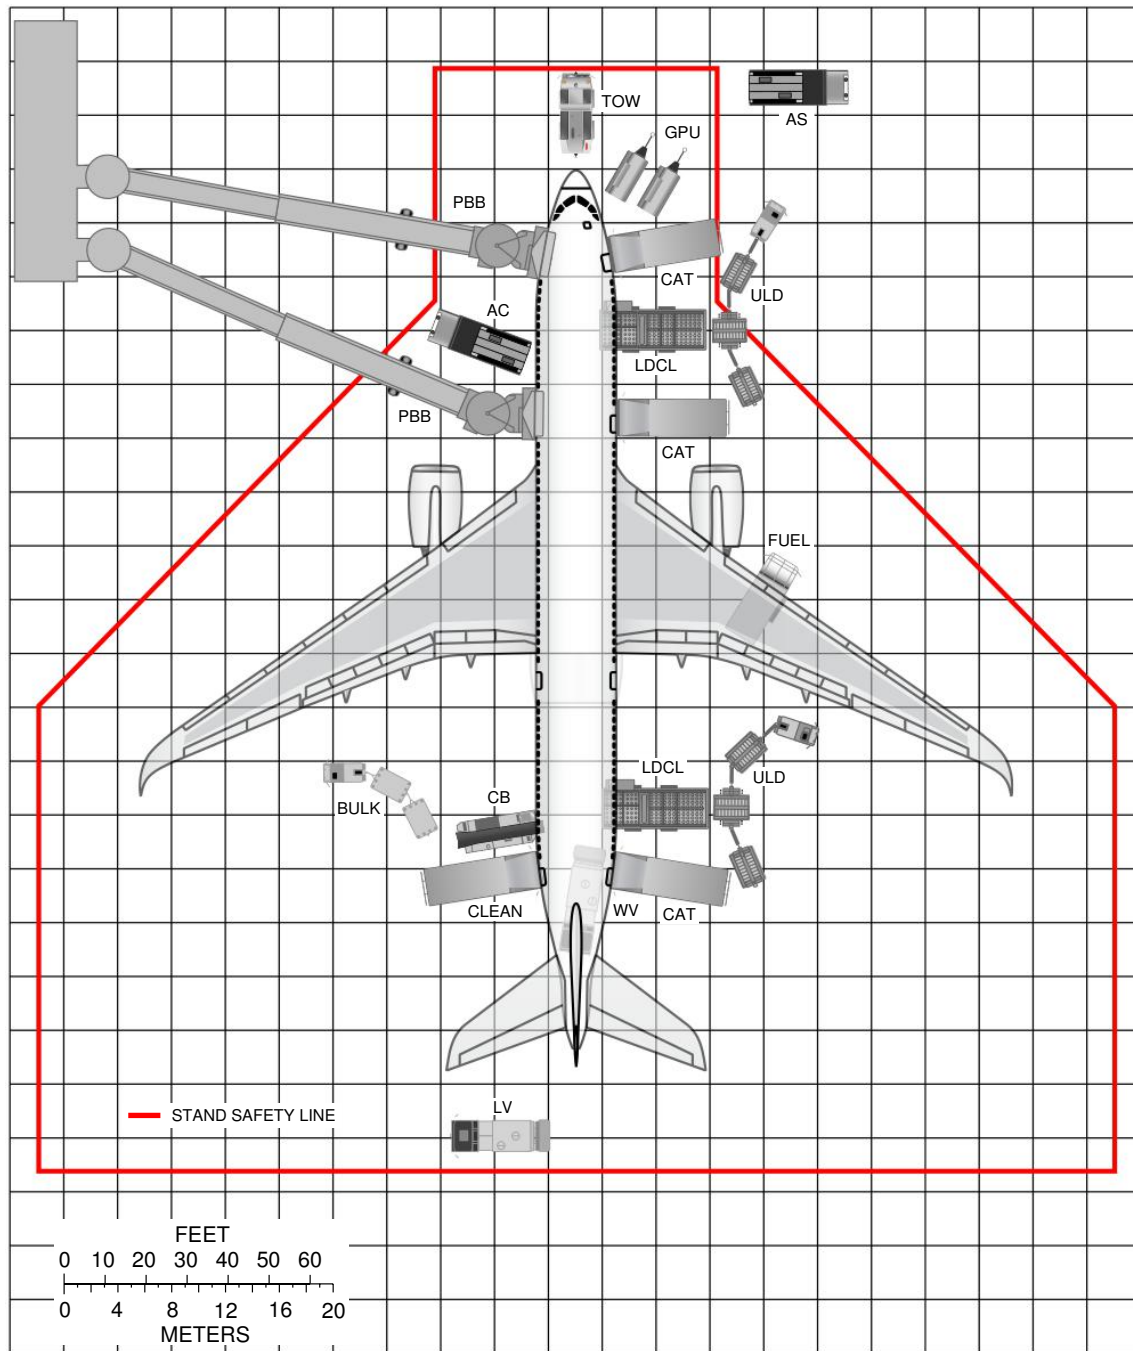 TOW
AS
GPU
PBB
CAT
ULD
AC
LDCL
PBB
CAT
FUEL
LDCL
ULD
CB
BULK
CLEAN
WV
CAT
LV
STAND SAFETY LINE
FEET
0 10 20 30 40 50 60
0 4 8 12 16 20
METERS